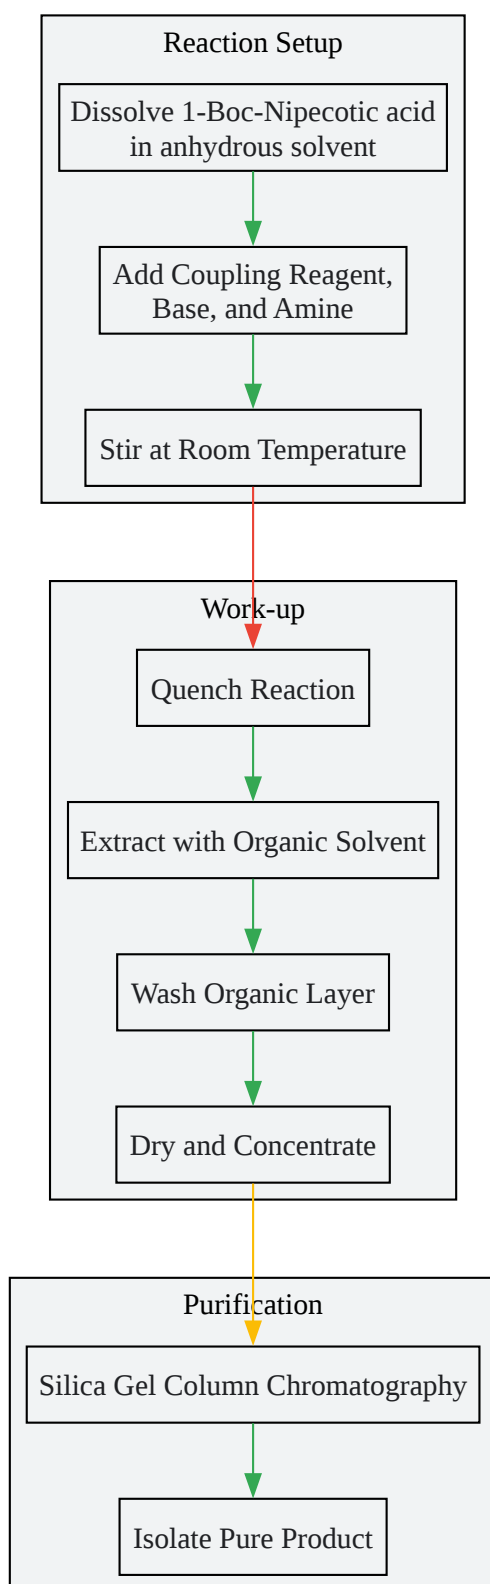 Reaction Setup
Dissolve 1-Boc-Nipecotic acid
in anhydrous solvent
Add Coupling Reagent,
Base, and Amine
Stir at Room Temperature
Work-up
Quench Reaction
Extract with Organic Solvent
Wash Organic Layer
Dry and Concentrate
Purification
Silica Gel Column Chromatography
Isolate Pure Product